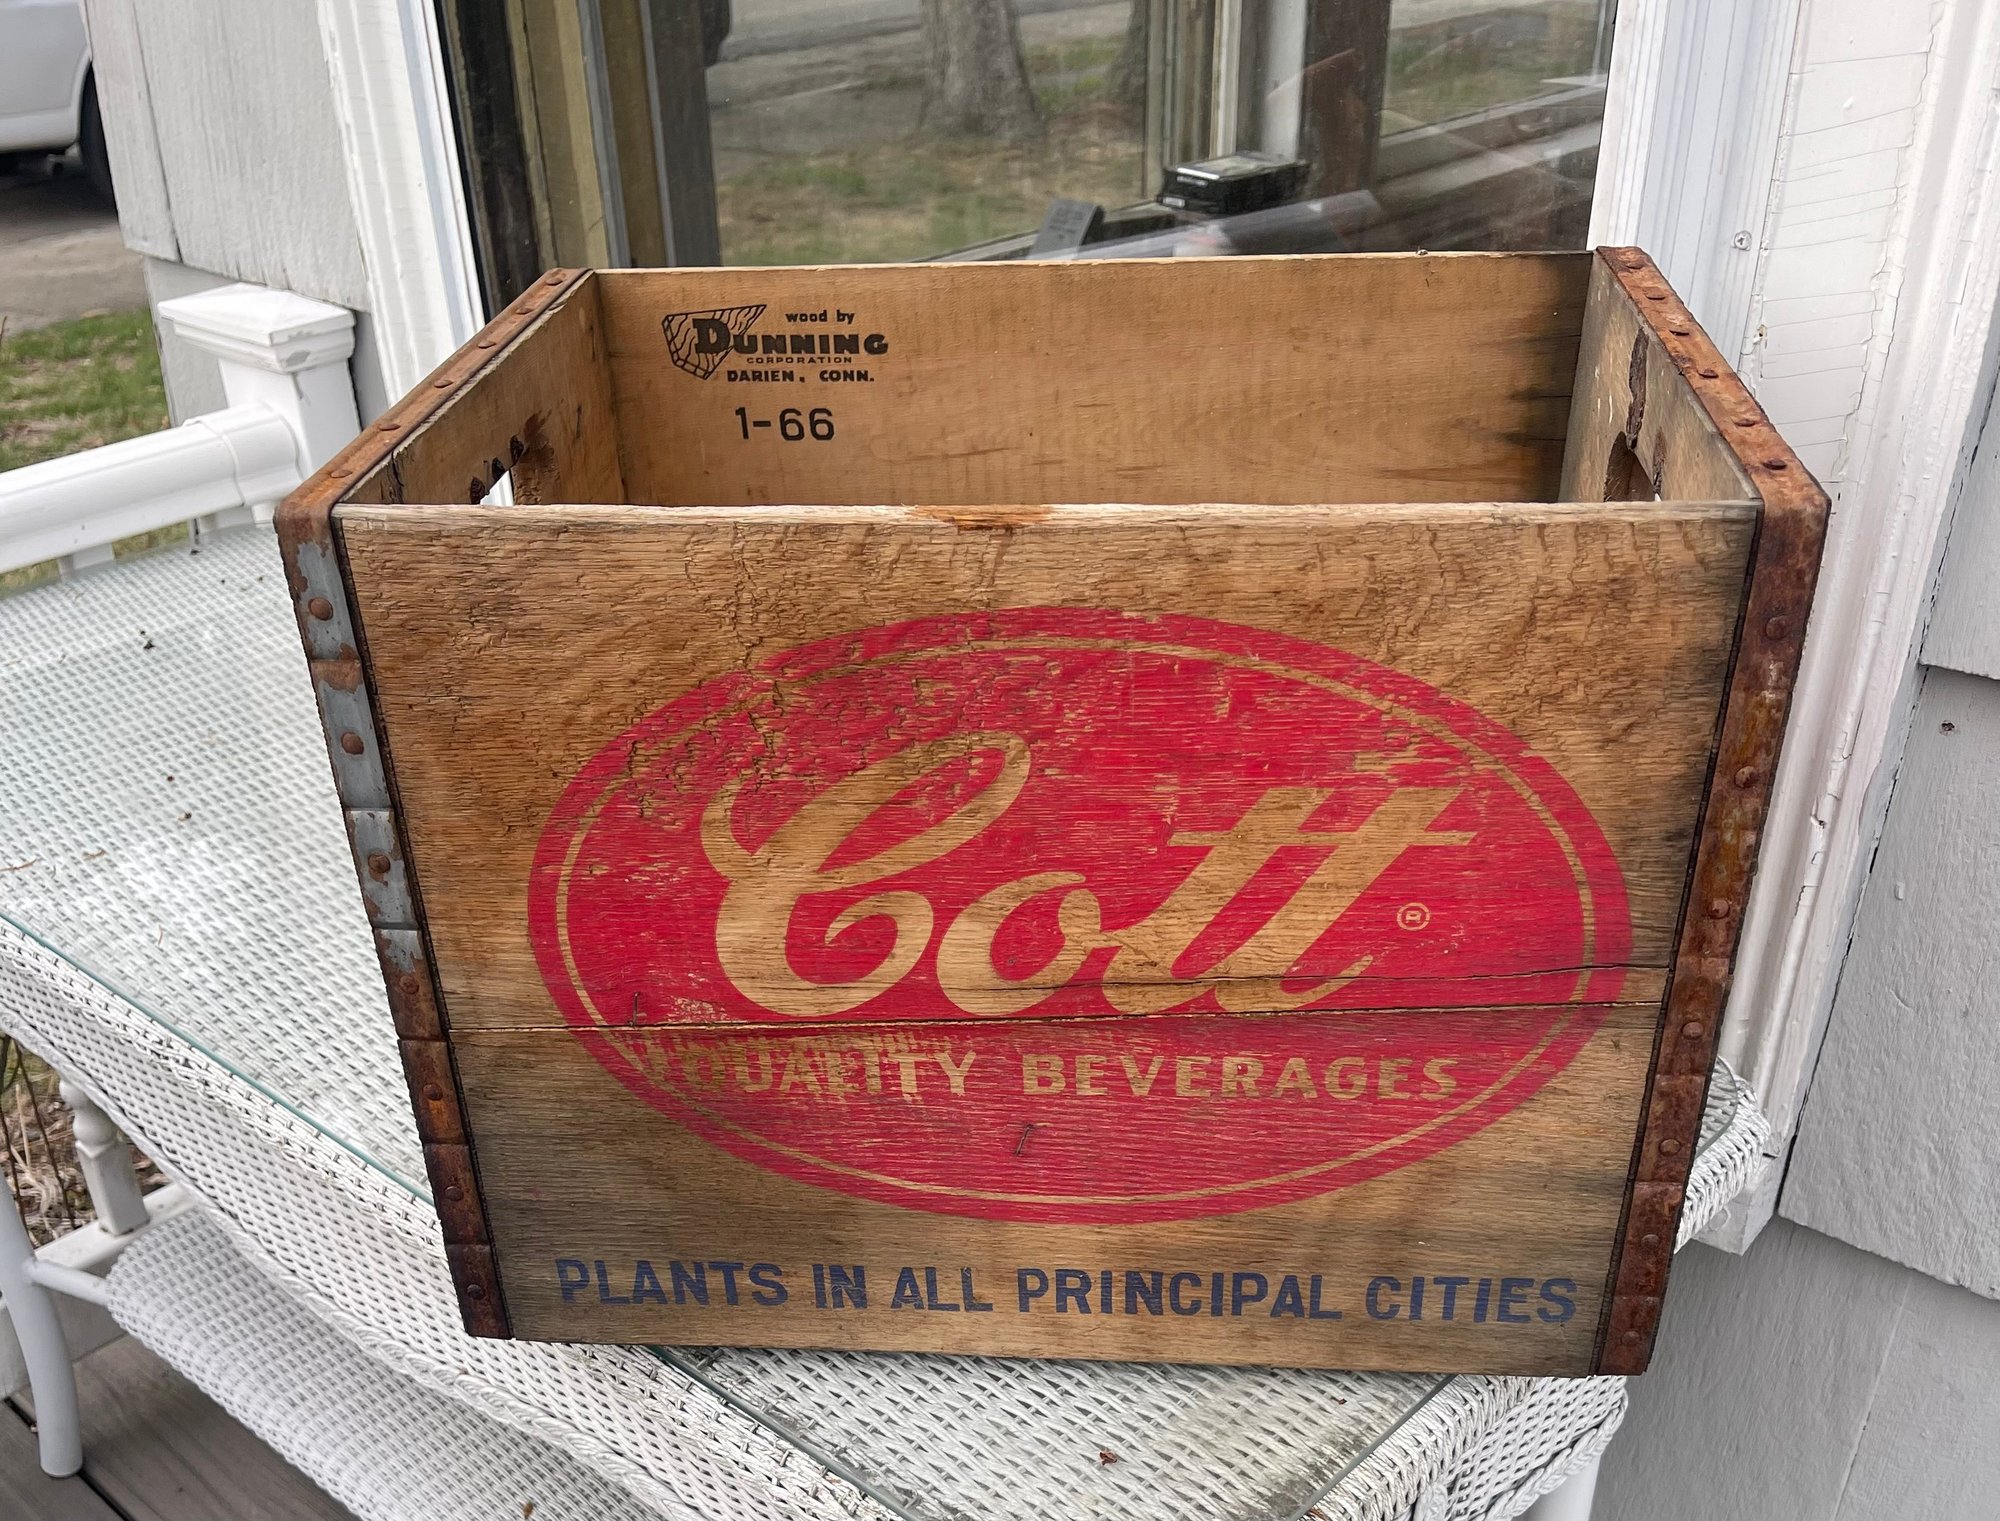 wood by
DUNNING
CORPORATION
DARIEN, CONN.
1-66
Cott ®
QUALITY BEVERAGES
PLANTS IN ALL PRINCIPAL CITIES